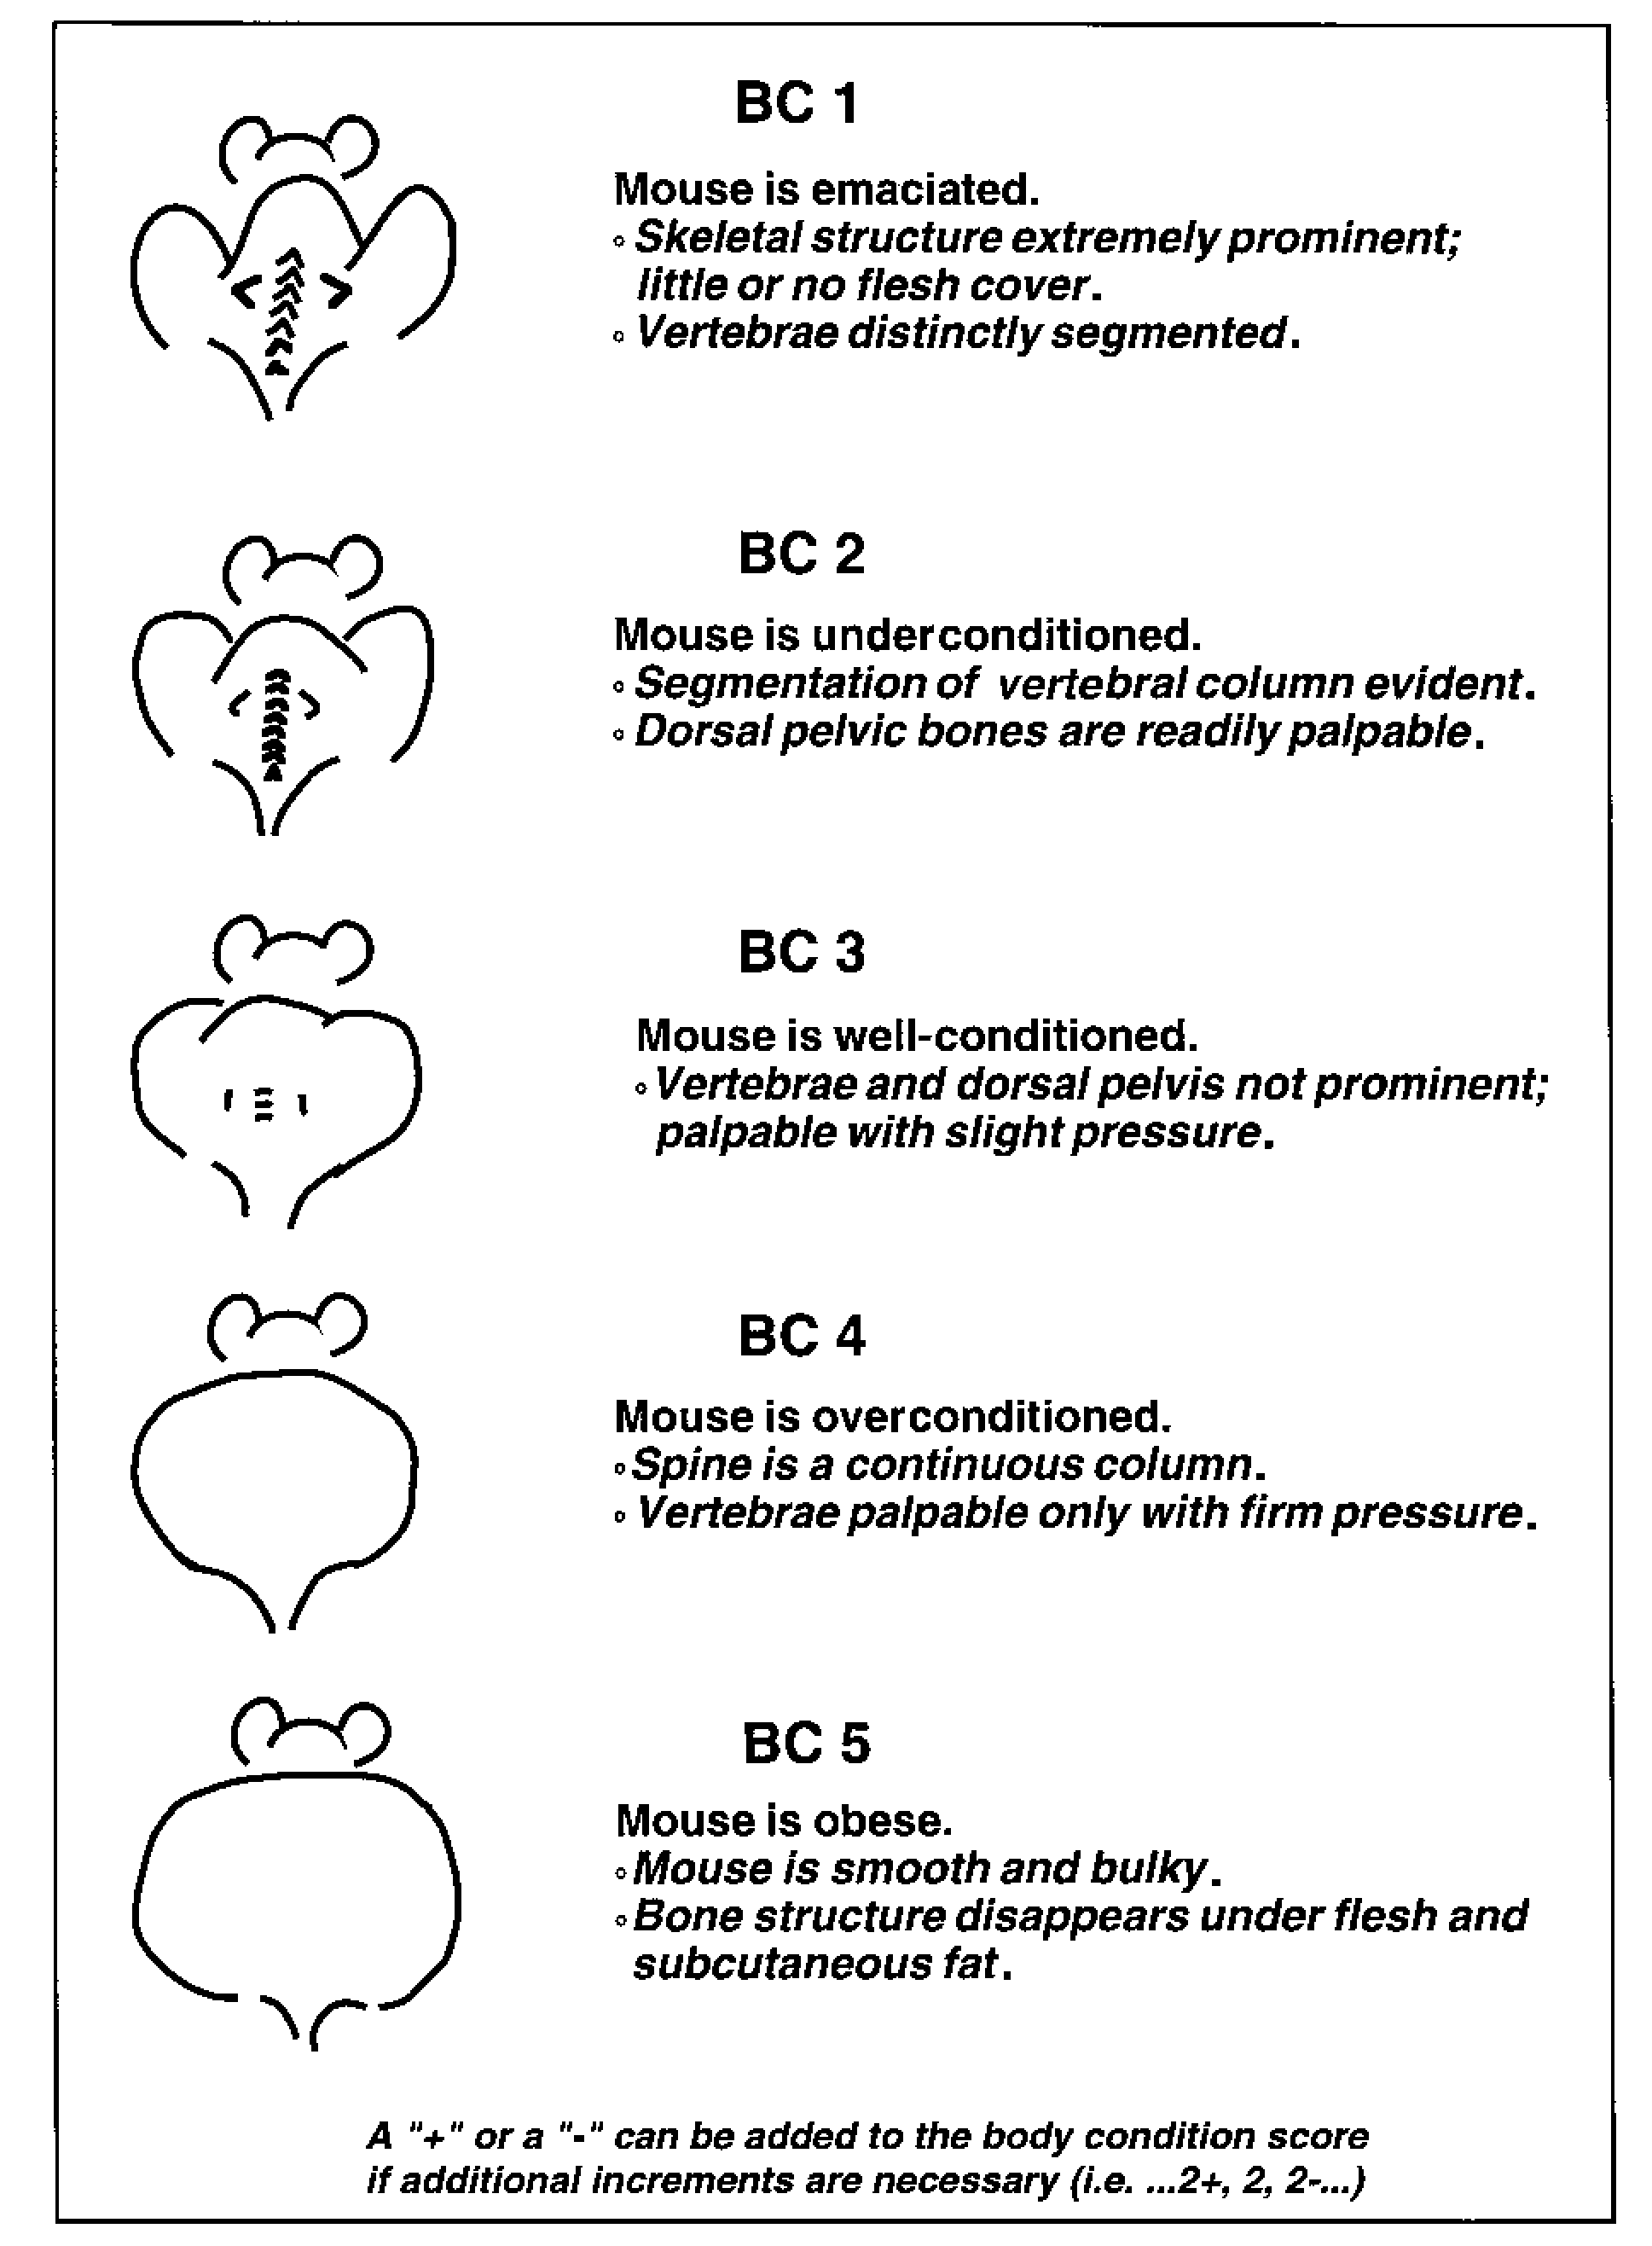 BC 1
Mouse is emaciated.
◦ Skeletal structure extremely prominent;
little or no flesh cover.
◦ Vertebrae distinctly segmented.
BC 2
Mouse is underconditioned.
◦ Segmentation of vertebral column evident.
◦ Dorsal pelvic bones are readily palpable.
BC 3
Mouse is well-conditioned.
◦ Vertebrae and dorsal pelvis not prominent;
palpable with slight pressure.
BC 4
Mouse is overconditioned.
◦ Spine is a continuous column.
◦ Vertebrae palpable only with firm pressure.
BC 5
Mouse is obese.
◦ Mouse is smooth and bulky.
◦ Bone structure disappears under flesh and
subcutaneous fat.
A "+" or a "-" can be added to the body condition score
if additional increments are necessary (i.e. ...2+, 2, 2-...)